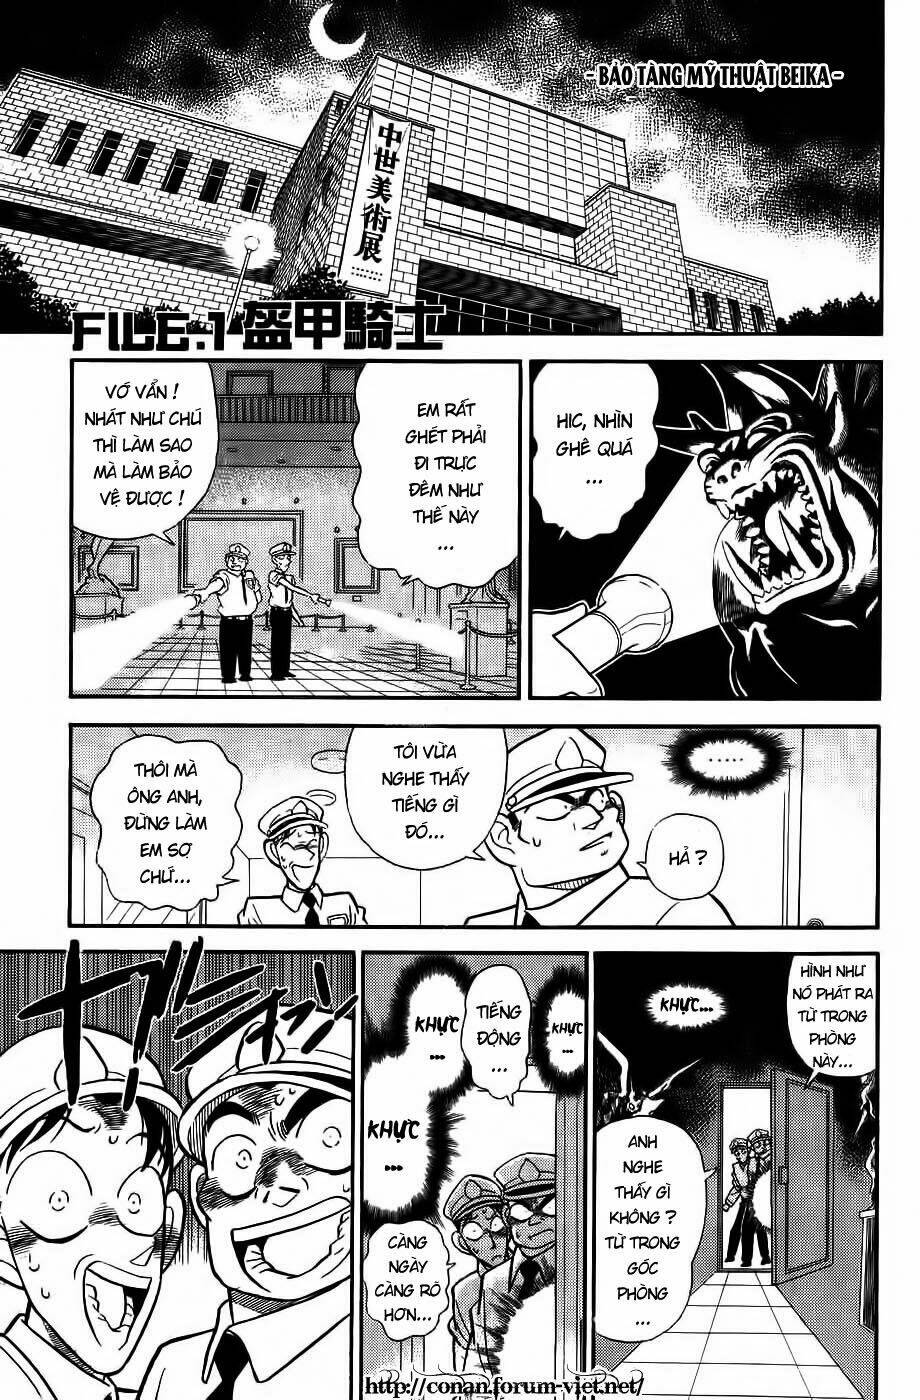 - BẢO TÀNG MỸ THUẬT BEIKA -
中世美術展
FILE.1 盔甲騎士
HIC, NHÌN
GHÊ QUÁ
...
EM RẤT
GHÉT PHẢI
ĐI TRỰC
ĐÊM NHƯ
THẾ NÀY
...
VỚ VẨN !
NHÁT NHƯ CHÚ
THÌ LÀM SAO
MÀ LÀM BẢO
VỆ ĐƯỢC !
.....
HẢ ?
TÔI VỪA
NGHE THẤY
TIẾNG GÌ
ĐÓ...
THÔI MÀ
ÔNG ANH,
ĐỪNG LÀM
EM SỢ
CHỨ...
HÌNH NHƯ
NÓ PHÁT RA
TỪ TRONG
PHÒNG
NÀY...
KHỰC...
ANH
NGHE
THẤY GÌ
KHÔNG ?
TỪ TRONG
GỐC
PHÒNG
...
KHỰC
...
TIẾNG
ĐỘNG
...
KHỰC
...
KHỰC
...
CÀNG
NGÀY
CÀNG RÕ
HƠN...
http://conan.forum-viet.net/